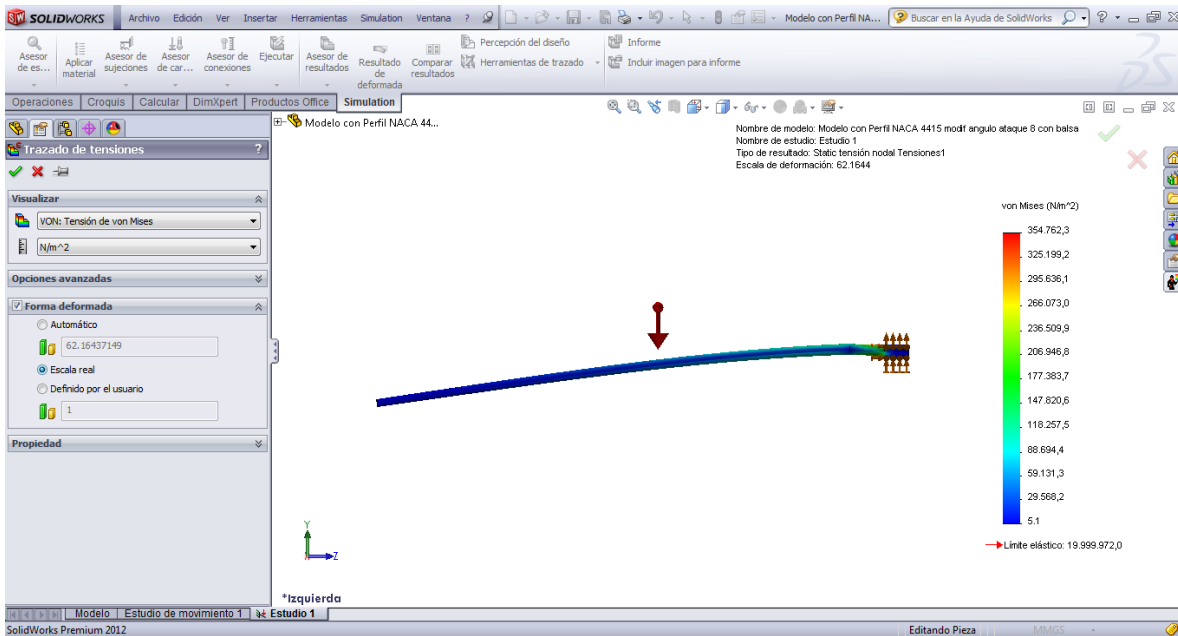 SOLIDWORKS Archivo Edición Ver Insertar Herramientas Simulation Ventana ? Modelo con Perfil NA... Buscar en la Ayuda de SolidWorks
Asesor de es...
Aplicar material
Asesor de sujeciones
Asesor de car...
Asesor de conexiones
Ejecutar
Asesor de resultados
Resultado de deformada
Comparar resultados
Percepción del diseño
Herramientas de trazado
Informe
Incluir imagen para informe
Operaciones Croquis Calcular DimXpert Productos Office Simulation
Modelo con Perfil NACA 44...
Trazado de tensiones ?
Visualizar
VON: Tensión de von Mises
N/m^2
Opciones avanzadas
Forma deformada
Automático
62.16437149
Escala real
Definido por el usuario
1
Propiedad
Nombre de modelo: Modelo con Perfil NACA 4415 modif angulo ataque 8 con balsa
Nombre de estudio: Estudio 1
Tipo de resultado: Static tensión nodal Tensiones1
Escala de deformación: 62.1644
von Mises (N/m^2)
354.762,3
325.199,2
295.636,1
266.073,0
236.509,9
206.946,8
177.383,7
147.820,6
118.257,5
88.694,4
59.131,3
29.568,2
5.1
Límite elástico: 19.999.972,0
Y
Z
*Izquierda
Modelo Estudio de movimiento 1 Estudio 1
SolidWorks Premium 2012 Editando Pieza MMGS